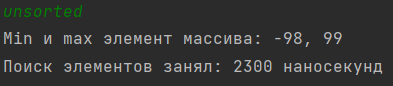 unsorted
Min и max элемент массива: -98, 99
Поиск элементов занял: 2300 наносекунд